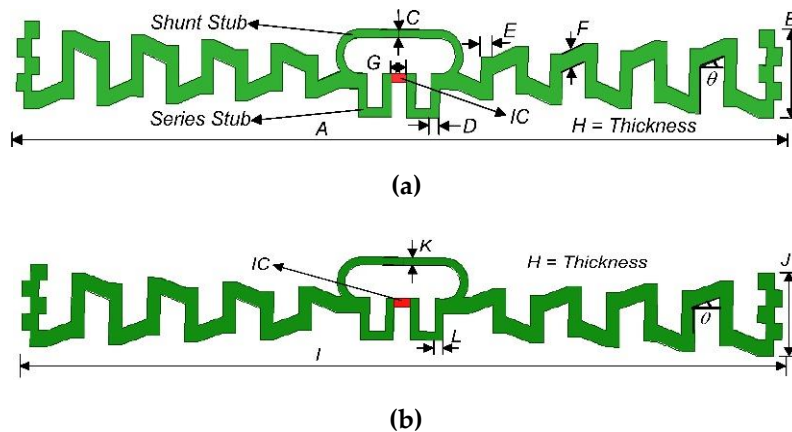 Shunt Stub
C
E
F
B
G
θ
Series Stub
A
D
IC
H = Thickness
(a)
IC
K
H = Thickness
J
θ
L
I
(b)